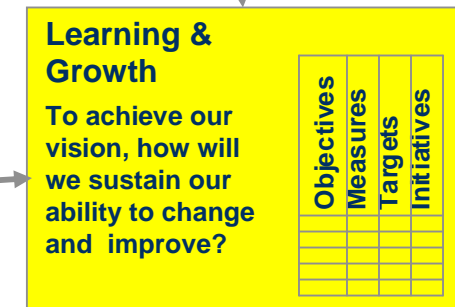 Learning &
Growth
To achieve our
vision, how will
we sustain our
ability to change
and improve?
Objectives
Measures
Targets
Initiatives